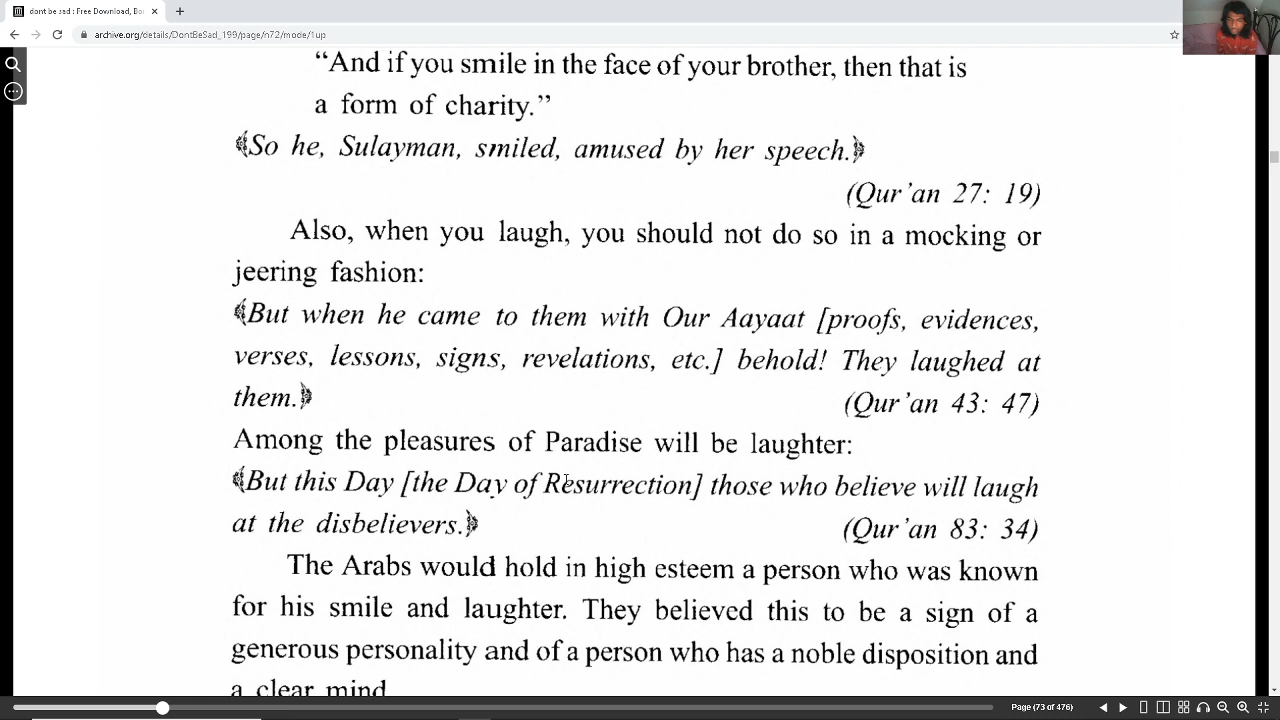 dont be sad : Free Download, Bo
archive.org/details/DontBeSad_199/page/n72/mode/1up
“And if you smile in the face of your brother, then that is
a form of charity.”
﴾So he, Sulayman, smiled, amused by her speech.﴿
(Qur’an 27: 19)
Also, when you laugh, you should not do so in a mocking or
jeering fashion:
﴾But when he came to them with Our Aayaat [proofs, evidences,
verses, lessons, signs, revelations, etc.] behold! They laughed at
them.﴿ (Qur’an 43: 47)
Among the pleasures of Paradise will be laughter:
﴾But this Day [the Day of Resurrection] those who believe will laugh
at the disbelievers.﴿ (Qur’an 83: 34)
The Arabs would hold in high esteem a person who was known
for his smile and laughter. They believed this to be a sign of a
generous personality and of a person who has a noble disposition and
a clear mind
Page (73 of 476)